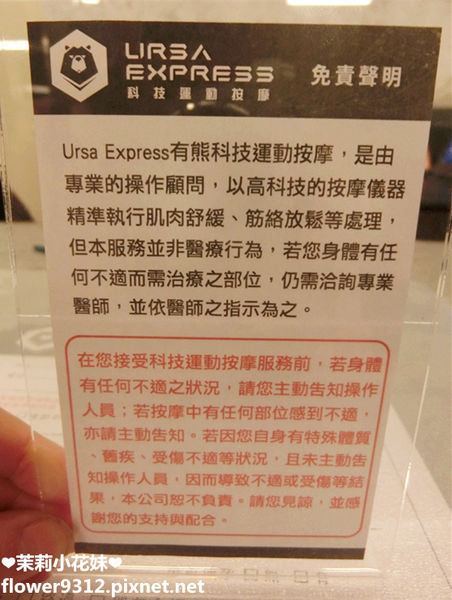 URSA
EXPRESS
科技運動按摩
免責聲明
Ursa Express有熊科技運動按摩，是由
專業的操作顧問，以高科技的按摩儀器
精準執行肌肉舒緩、筋絡放鬆等處理，
但本服務並非醫療行為，若您身體有任
何不適而需治療之部位，仍需洽詢專業
醫師，並依醫師之指示為之。
在您接受科技運動按摩服務前，若身體
有任何不適之狀況，請您主動告知操作
人員；若按摩中有任何部位感到不適，
亦請主動告知。若因您自身有特殊體質
、舊疾、受傷不適等狀況，且未主動告
知操作人員，因而導致不適或受傷等結
果，本公司恕不負責。請您見諒，並感
謝您的支持與配合。
❤茉莉小花妹❤
flower9312.pixnet.net